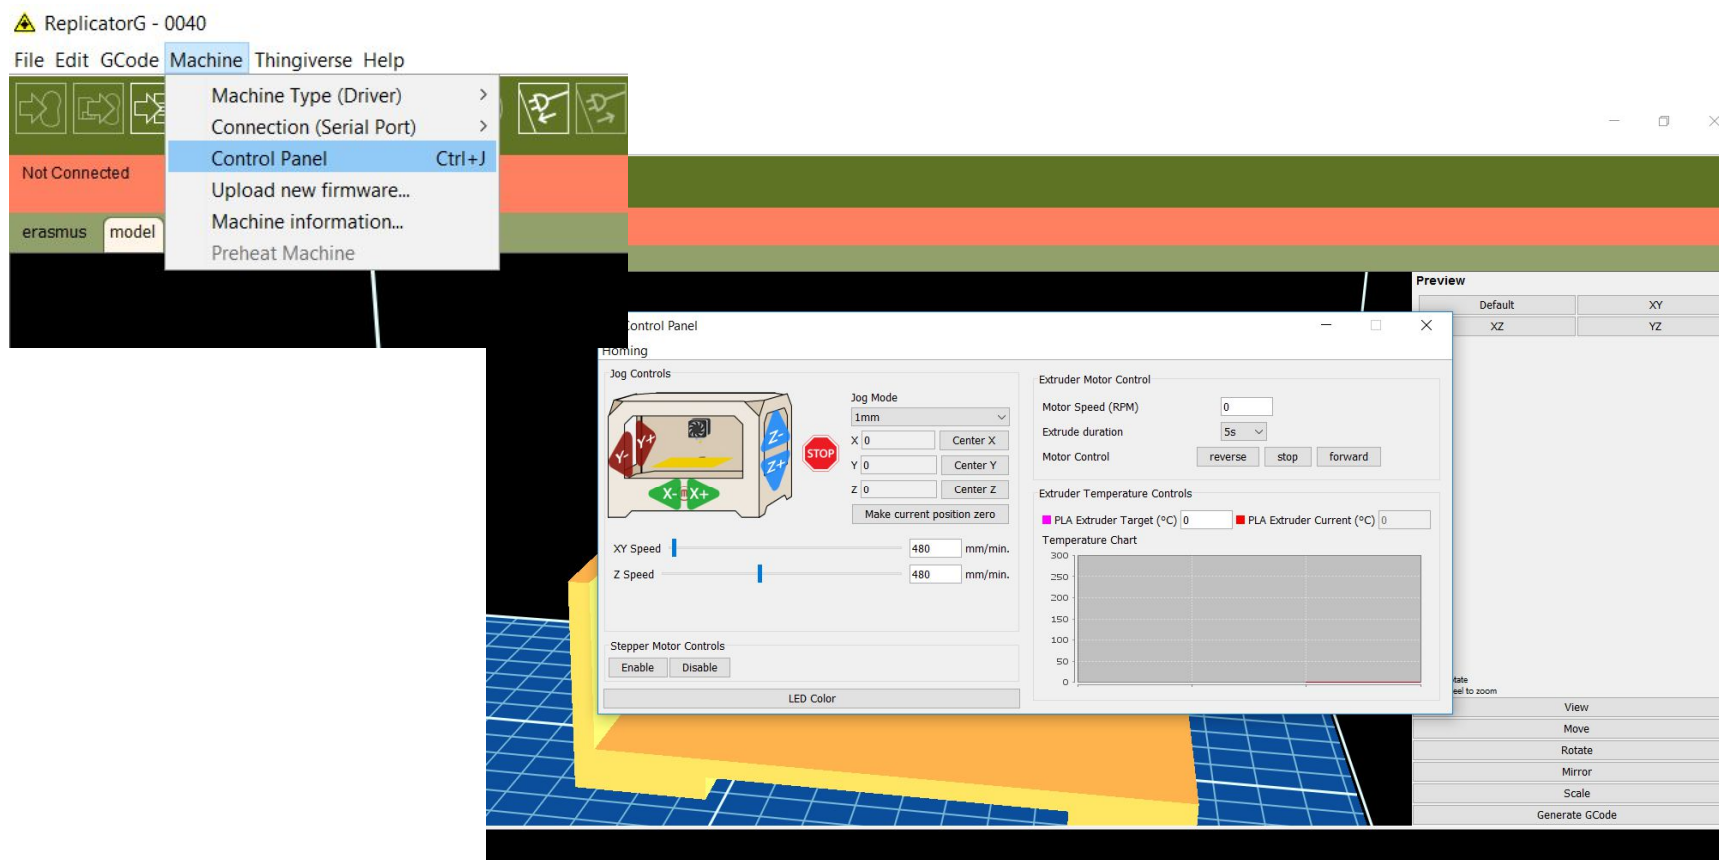 ReplicatorG - 0040
File Edit GCode Machine Thingiverse Help
Machine Type (Driver)
Connection (Serial Port)
Control Panel Ctrl+J
Upload new firmware...
Machine information...
Preheat Machine
Not Connected
erasmus model
Preview
Default XY
XZ YZ
Control Panel
Homing
Jog Controls
Y- Y+
Z-
Z+
X- X+
STOP
Jog Mode
1mm
X 0 Center X
Y 0 Center Y
Z 0 Center Z
Make current position zero
XY Speed 480 mm/min.
Z Speed 480 mm/min.
Stepper Motor Controls
Enable Disable
LED Color
Extruder Motor Control
Motor Speed (RPM) 0
Extrude duration 5s
Motor Control reverse stop forward
Extruder Temperature Controls
PLA Extruder Target (ºC) 0 PLA Extruder Current (ºC) 0
Temperature Chart
300
250
200
150
100
50
0
to zoom
View
Move
Rotate
Mirror
Scale
Generate GCode